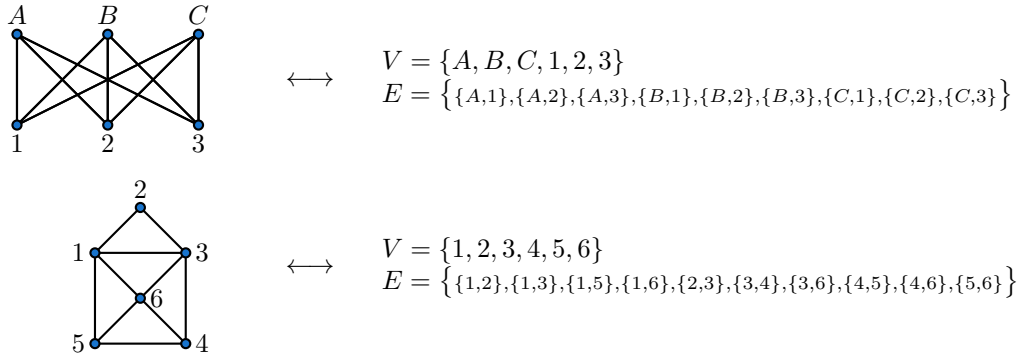 A B C
1 2 3
⟷
V = {A, B, C, 1, 2, 3}
E = {{A,1},{A,2},{A,3},{B,1},{B,2},{B,3},{C,1},{C,2},{C,3}}
2
1 3
6
5 4
⟷
V = {1, 2, 3, 4, 5, 6}
E = {{1,2},{1,3},{1,5},{1,6},{2,3},{3,4},{3,6},{4,5},{4,6},{5,6}}